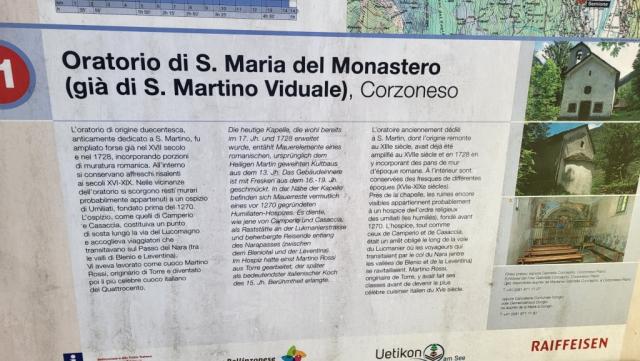 1
Oratorio di S. Maria del Monastero
(già di S. Martino Viduale), Corzoneso
L'oratorio di origine duecentesca,
anticamente dedicato a S. Martino, fu
ampliato forse già nel XVII secolo
e nel 1728, incorporando porzioni
di muratura romanica. All'interno
si conservano affreschi risalenti
ai secoli XVI-XIX. Nelle vicinanze
dell'oratorio si scorgono resti murari
probabilmente appartenenti a un ospizio
di Umiliati, fondato prima del 1270.
L'ospizio, come quelli di Camperio
e Casaccia, costituiva un punto
di sosta lungo la via del Lucomagno
e accoglieva viaggiatori che
transitavano sul Passo del Nara (tra
le valli di Blenio e Leventina).
Vi aveva lavorato come cuoco Martino
Rossi, originario di Torre e diventato
poi il più celebre cuoco italiano
del Quattrocento.
Die heutige Kapelle, die wohl bereits
im 17. Jh. und 1728 erweitert
wurde, enthält Mauerelemente eines
romanischen, ursprünglich dem
Heiligen Martin geweihten Kultbaus
aus dem 13. Jh. Das Gebäudeinnere
ist mit Fresken aus dem 16.-19. Jh.
geschmückt. In der Nähe der Kapelle
befinden sich Mauerreste vermutlich
eines vor 1270 gegründeten
Humiliaten-Hospizes. Es diente,
wie jene von Camperio und Casaccia,
als Raststätte an der Lukmanierstrasse
und beherbergte Reisende entlang
des Narapasses (zwischen
dem Bleniotal und der Leventina).
Im Hospiz hatte einst Martino Rossi
aus Torre gearbeitet, der später
als bedeutendster italienischer Koch
des 15. Jh. Berühmtheit erlangte.
L'oratoire anciennement dédié
à S. Martin, dont l'origine remonte
au XIIIe siècle, avait déjà été
amplifié au XVIIe siècle et en 1728 en
y incorporant des pans de murs
d'époque romane. A l'intérieur sont
conservées des fresques de différentes
époques (XVIe-XIXe siècles).
Près de la chapelle, les ruines encore
visibles appartiennent probablement
à un hospice de l'ordre religieux
des umiliati (les humiliés), fondé avant
1270. L'hospice, tout comme
ceux de Camperio et de Casaccia,
était un arrêt obligé le long de la voie
du Lucmanier où les voyageurs qui
transitaient par le col du Nara (entre
les vallées de Blenio et de la Leventina)
se ravitaillaient. Martino Rossi,
originaire de Torre, y avait fait ses
classes avant de devenir le plus
célèbre cuisinier italien du XVe siècle.
Bellinzonese
Uetikon am See
RAIFFEISEN